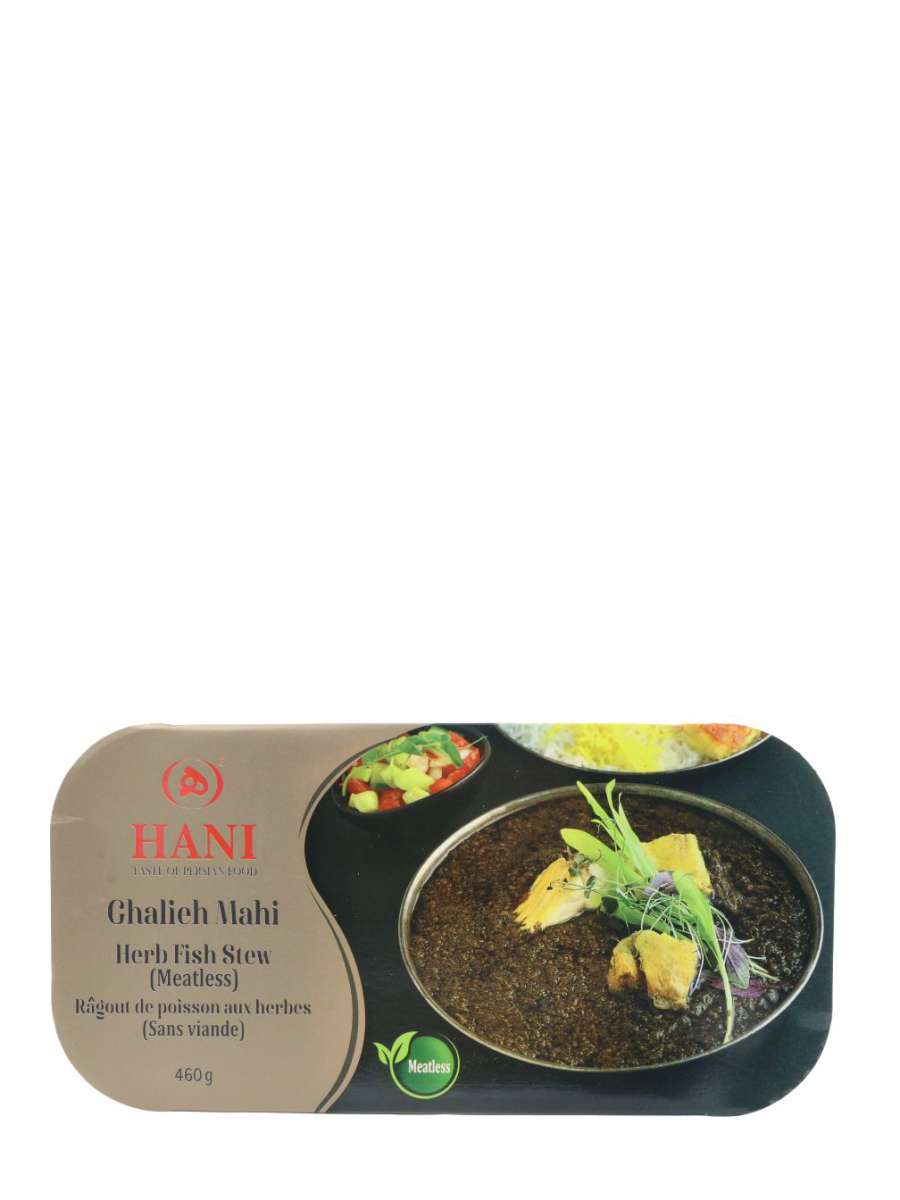 HANI
TASTE OF PERSIAN FOOD
Ghalieh Mahi
Herb Fish Stew
(Meatless)
Râgout de poisson aux herbes
(Sans viande)
460g
Meatless